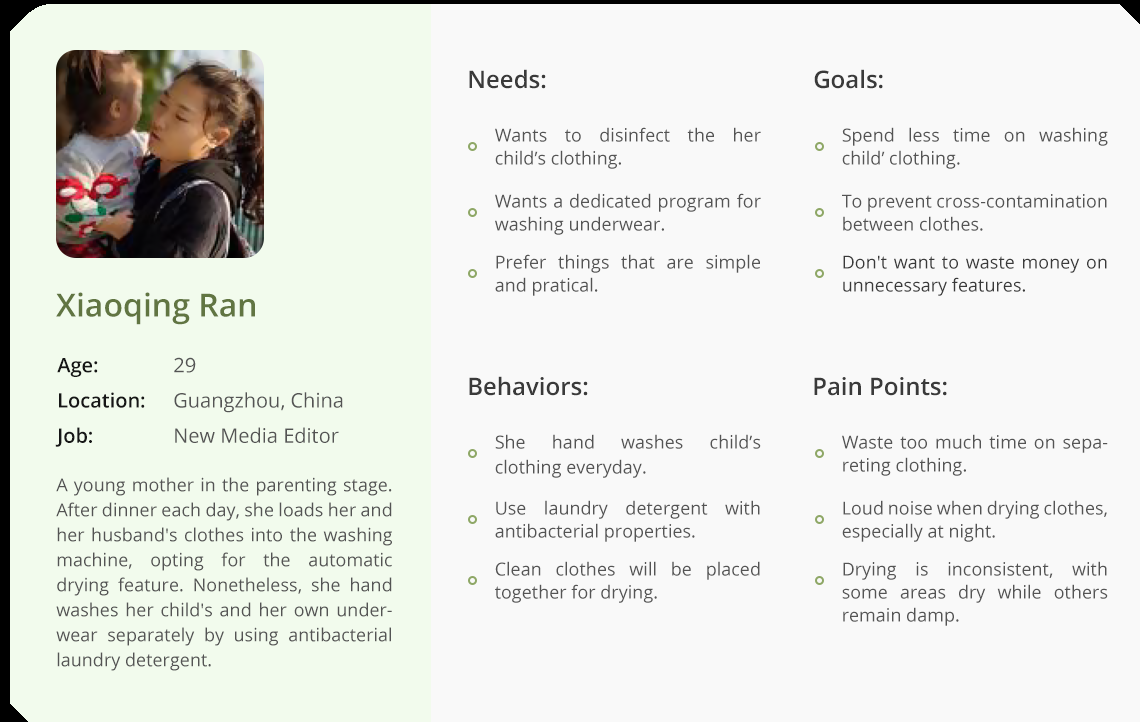 Xiaoqing Ran
Age: 29
Location: Guangzhou, China
Job: New Media Editor
A young mother in the parenting stage.
After dinner each day, she loads her and
her husband's clothes into the washing
machine, opting for the automatic
drying feature. Nonetheless, she hand
washes her child's and her own under-
wear separately by using antibacterial
laundry detergent.
Needs:
Wants to disinfect the her
child’s clothing.
Wants a dedicated program for
washing underwear.
Prefer things that are simple
and pratical.
Goals:
Spend less time on washing
child’ clothing.
To prevent cross-contamination
between clothes.
Don't want to waste money on
unnecessary features.
Behaviors:
She hand washes child’s
clothing everyday.
Use laundry detergent with
antibacterial properties.
Clean clothes will be placed
together for drying.
Pain Points:
Waste too much time on sepa-
reting clothing.
Loud noise when drying clothes,
especially at night.
Drying is inconsistent, with
some areas dry while others
remain damp.